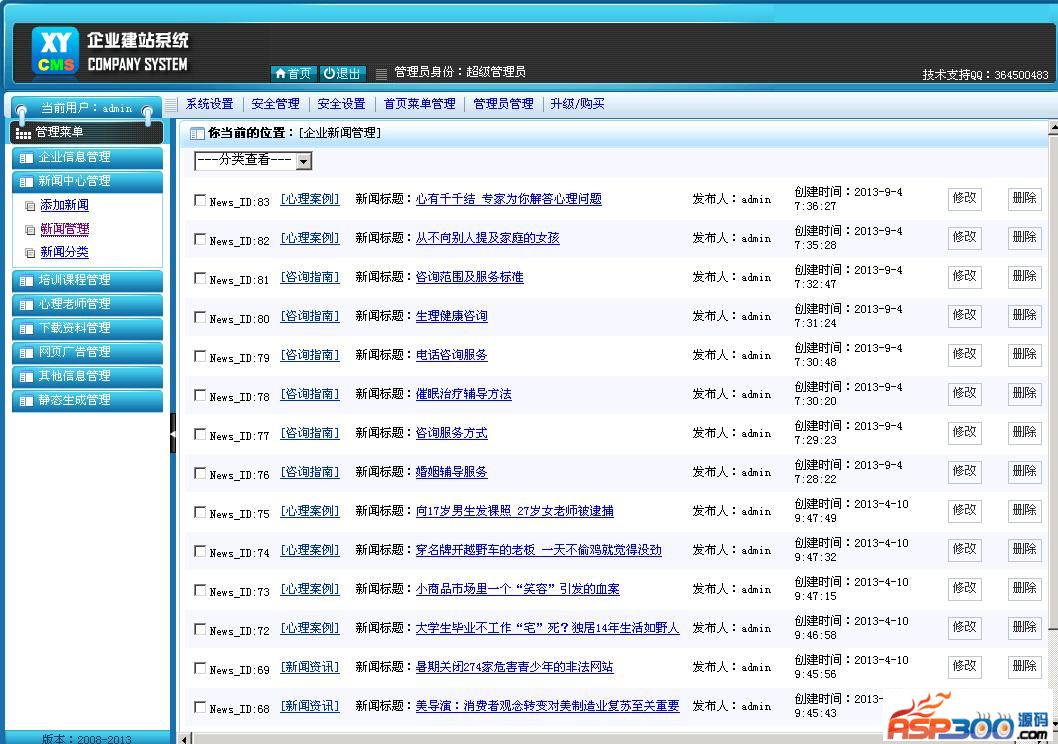 XY CMS 企业建站系统
COMPANY SYSTEM
首页 退出 管理员身份：超级管理员
技术支持QQ：364500483
当前用户：admin
系统设置 安全管理 安全设置 首页菜单管理 管理员管理 升级/购买
管理菜单
企业信息管理
新闻中心管理
添加新闻
新闻管理
新闻分类
培训课程管理
心理老师管理
下载资料管理
网页广告管理
其他信息管理
静态生成管理
版本：2008-2013
你当前的位置：[企业新闻管理]
---分类查看---
News_ID:83 [心理案例] 新闻标题：心有千千结 专家为你解答心理问题 发布人：admin 创建时间：2013-9-4 7:36:27 修改 删除
News_ID:82 [心理案例] 新闻标题：从不向别人提及家庭的女孩 发布人：admin 创建时间：2013-9-4 7:35:28 修改 删除
News_ID:81 [咨询指南] 新闻标题：咨询范围及服务标准 发布人：admin 创建时间：2013-9-4 7:32:47 修改 删除
News_ID:80 [咨询指南] 新闻标题：生理健康咨询 发布人：admin 创建时间：2013-9-4 7:31:24 修改 删除
News_ID:79 [咨询指南] 新闻标题：电话咨询服务 发布人：admin 创建时间：2013-9-4 7:30:48 修改 删除
News_ID:78 [咨询指南] 新闻标题：催眠治疗辅导方法 发布人：admin 创建时间：2013-9-4 7:30:20 修改 删除
News_ID:77 [咨询指南] 新闻标题：咨询服务方式 发布人：admin 创建时间：2013-9-4 7:29:23 修改 删除
News_ID:76 [咨询指南] 新闻标题：婚姻辅导服务 发布人：admin 创建时间：2013-9-4 7:28:22 修改 删除
News_ID:75 [心理案例] 新闻标题：向17岁男生发裸照 27岁女老师被逮捕 发布人：admin 创建时间：2013-4-10 9:47:49 修改 删除
News_ID:74 [心理案例] 新闻标题：穿名牌开越野车的老板 一天不偷鸡就觉得没劲 发布人：admin 创建时间：2013-4-10 9:47:32 修改 删除
News_ID:73 [心理案例] 新闻标题：小商品市场里一个“笑容”引发的血案 发布人：admin 创建时间：2013-4-10 9:47:15 修改 删除
News_ID:72 [心理案例] 新闻标题：大学生毕业不工作“宅”死？独居14年生活如野人 发布人：admin 创建时间：2013-4-10 9:46:58 修改 删除
News_ID:69 [新闻资讯] 新闻标题：暑期关闭274家危害青少年的非法网站 发布人：admin 创建时间：2013-4-10 9:45:56 修改 删除
News_ID:68 [新闻资讯] 新闻标题：美导演：消费者观念转变对美制造业复苏至关重要 发布人：admin 创建时间：2013- 9:45:43
ASP300源码 .com